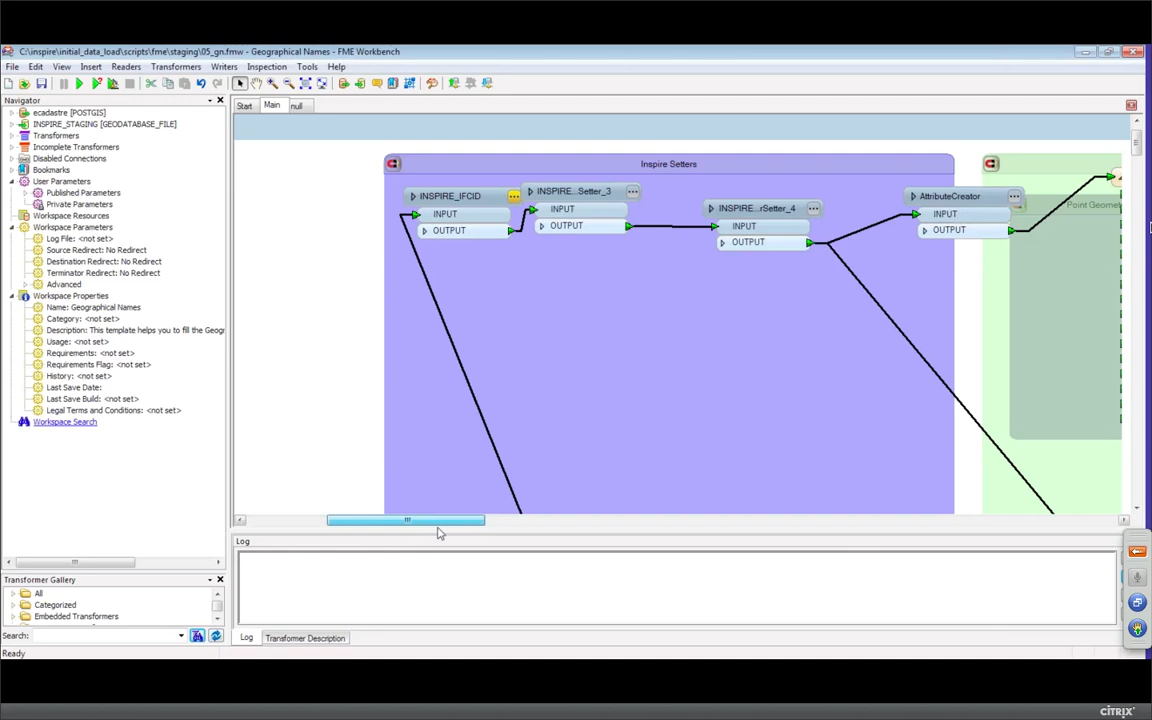 C:\inspire\initial_data_load\scripts\fme\staging\05_gn.fmw - Geographical Names - FME Workbench
File Edit View Insert Readers Transformers Writers Inspection Tools Help
Navigator
ecadastre [POSTGIS]
INSPIRE_STAGING [GEODATABASE_FILE]
Transformers
Incomplete Transformers
Disabled Connections
Bookmarks
User Parameters
Published Parameters
Private Parameters
Workspace Resources
Workspace Parameters
Log File: <not set>
Source Redirect: No Redirect
Destination Redirect: No Redirect
Terminator Redirect: No Redirect
Advanced
Workspace Properties
Name: Geographical Names
Category: <not set>
Description: This template helps you to fill the Geogr
Usage: <not set>
Requirements: <not set>
Requirements Flag: <not set>
History: <not set>
Last Save Date:
Last Save Build: <not set>
Legal Terms and Conditions: <not set>
Workspace Search
Transformer Gallery
All
Categorized
Embedded Transformers
Search:
Ready
Start Main null
Inspire Setters
INSPIRE_IFCID
INPUT
OUTPUT
INSPIRE...Setter_3
INPUT
OUTPUT
INSPIRE...rSetter_4
INPUT
OUTPUT
AttributeCreator
INPUT
OUTPUT
Point Geomet
Log
Log Transformer Description
CITRIX